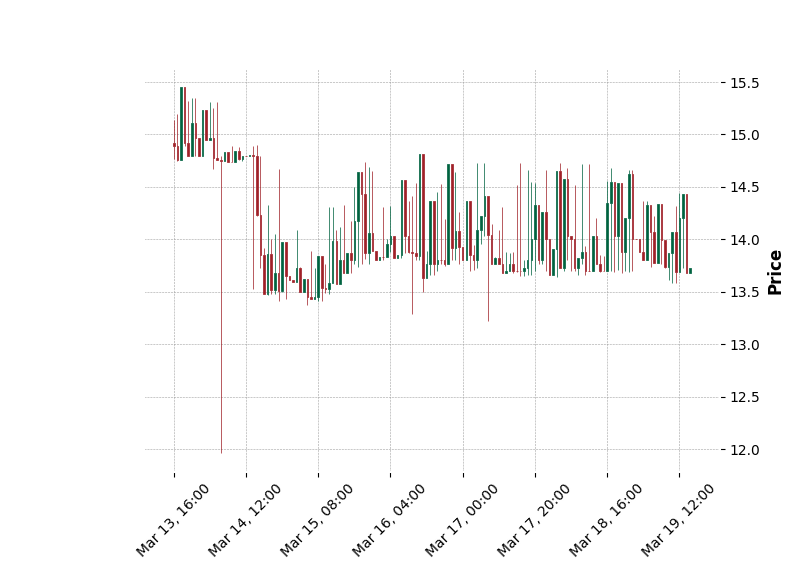 15.5
15.0
14.5
14.0
13.5
13.0
12.5
12.0
Price
Mar 13, 16:00
Mar 14, 12:00
Mar 15, 08:00
Mar 16, 04:00
Mar 17, 00:00
Mar 17, 20:00
Mar 18, 16:00
Mar 19, 12:00